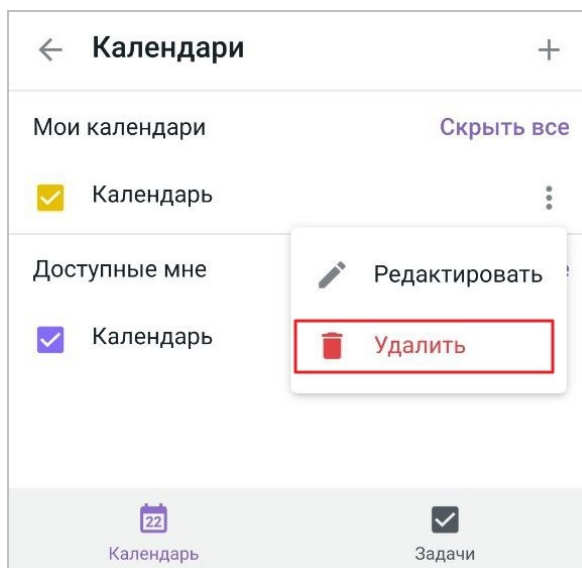 Календари
Мои календари Скрыть все
Календарь
Доступные мне
Редактировать
Календарь
Удалить
22
Календарь Задачи